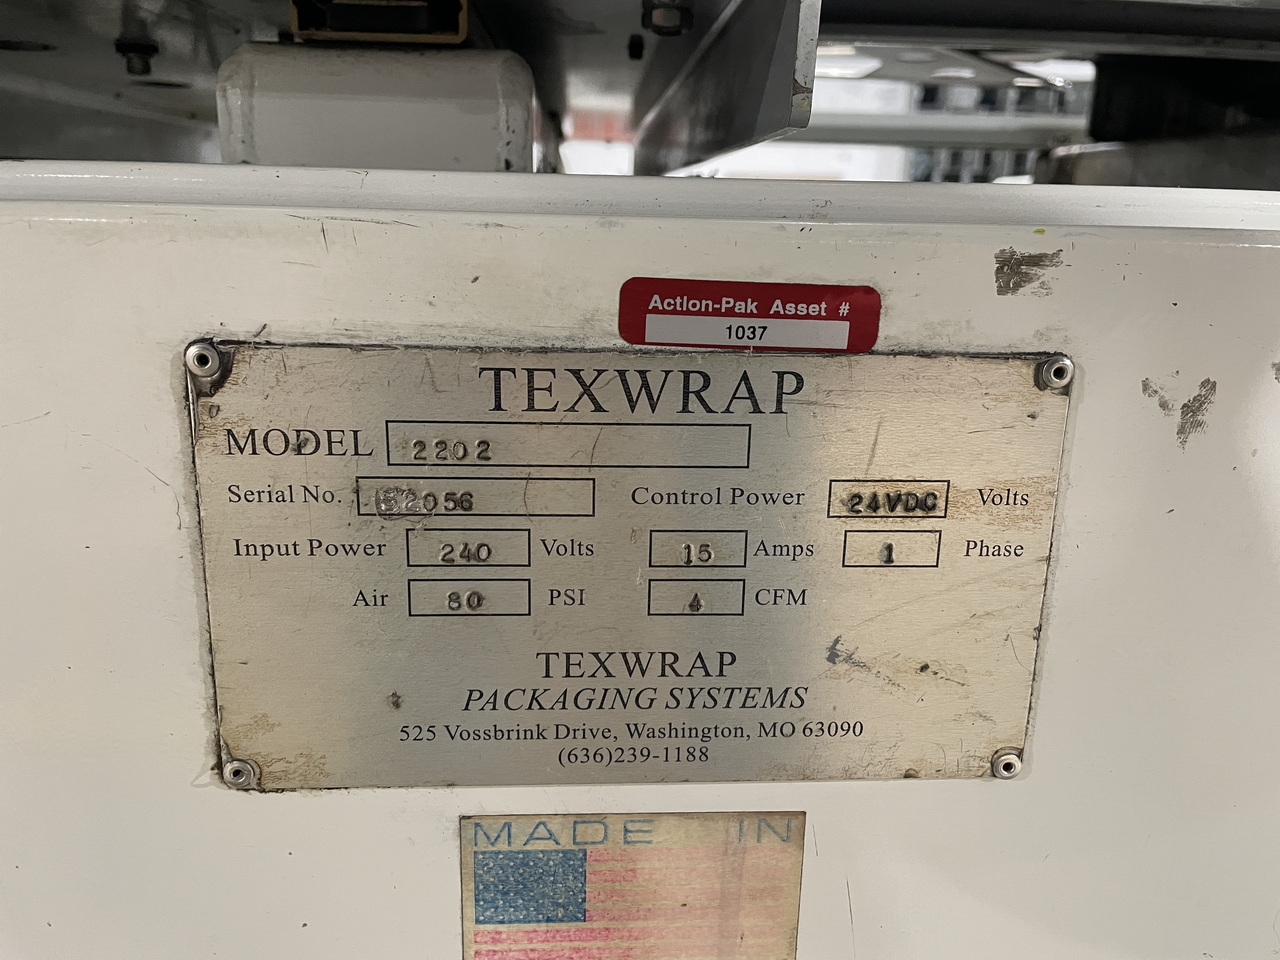 Action-Pak Asset #
1037
TEXWRAP
MODEL 2202
Serial No. S2056 Control Power 24VDC Volts
Input Power 240 Volts 15 Amps 1 Phase
Air 80 PSI 4 CFM
TEXWRAP
PACKAGING SYSTEMS
525 Vossbrink Drive, Washington, MO 63090
(636)239-1188
MADE IN